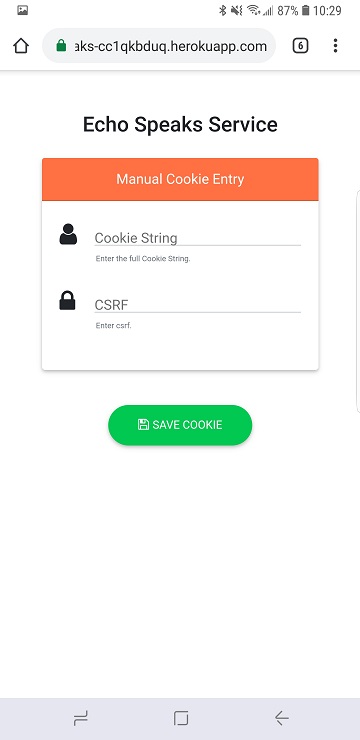 87% 10:29
aks-cc1qkbduq.herokuapp.com 6
Echo Speaks Service
Manual Cookie Entry
Cookie String
Enter the full Cookie String.
CSRF
Enter csrf.
SAVE COOKIE